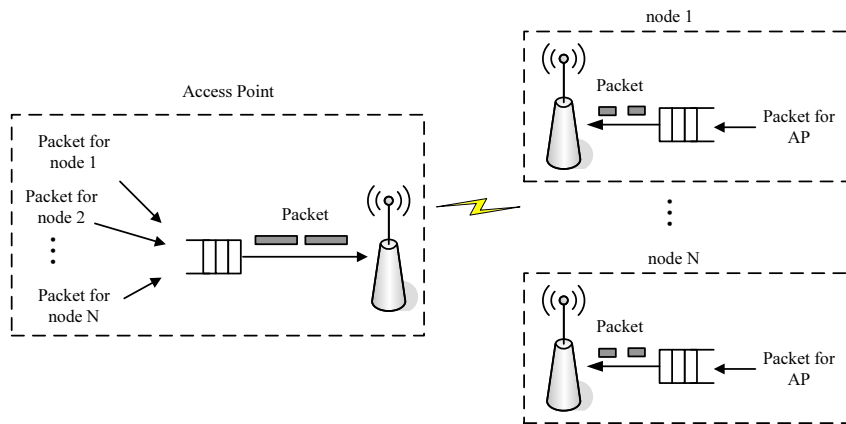 Access Point
Packet for
node 1
Packet for
node 2
Packet for
node N
Packet
node 1
Packet
Packet for
AP
node N
Packet
Packet for
AP